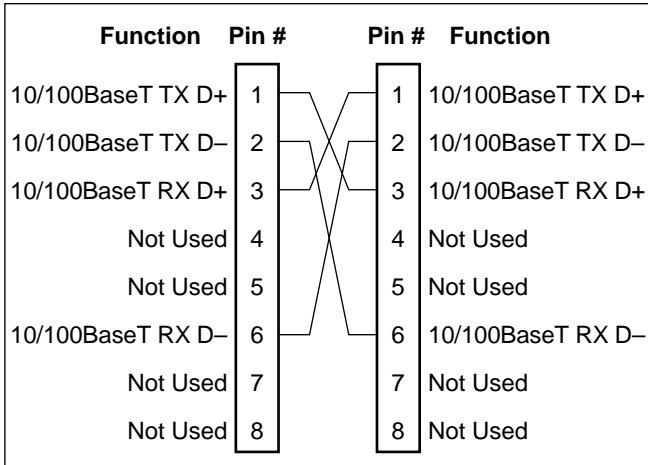 Function Pin # Pin # Function
10/100BaseT TX D+ 1 1 10/100BaseT TX D+
10/100BaseT TX D– 2 2 10/100BaseT TX D–
10/100BaseT RX D+ 3 3 10/100BaseT RX D+
Not Used 4 4 Not Used
Not Used 5 5 Not Used
10/100BaseT RX D– 6 6 10/100BaseT RX D–
Not Used 7 7 Not Used
Not Used 8 8 Not Used